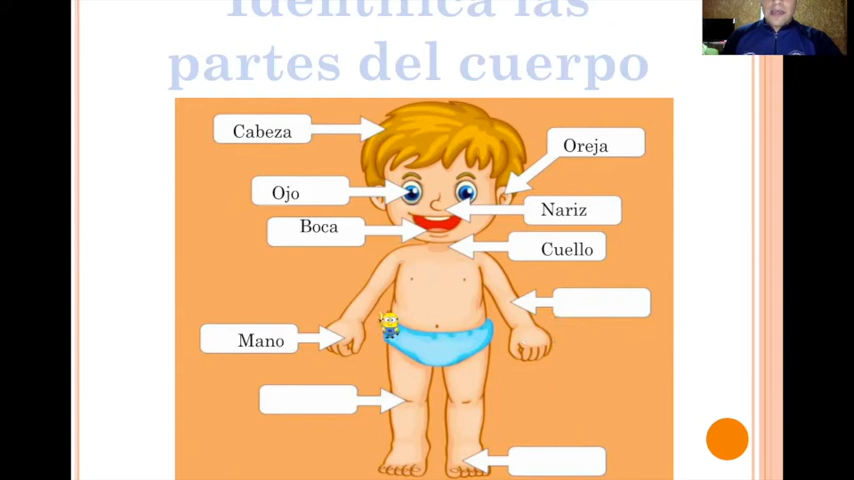 Identifica las
partes del cuerpo
Cabeza
Oreja
Ojo
Nariz
Boca
Cuello
Mano